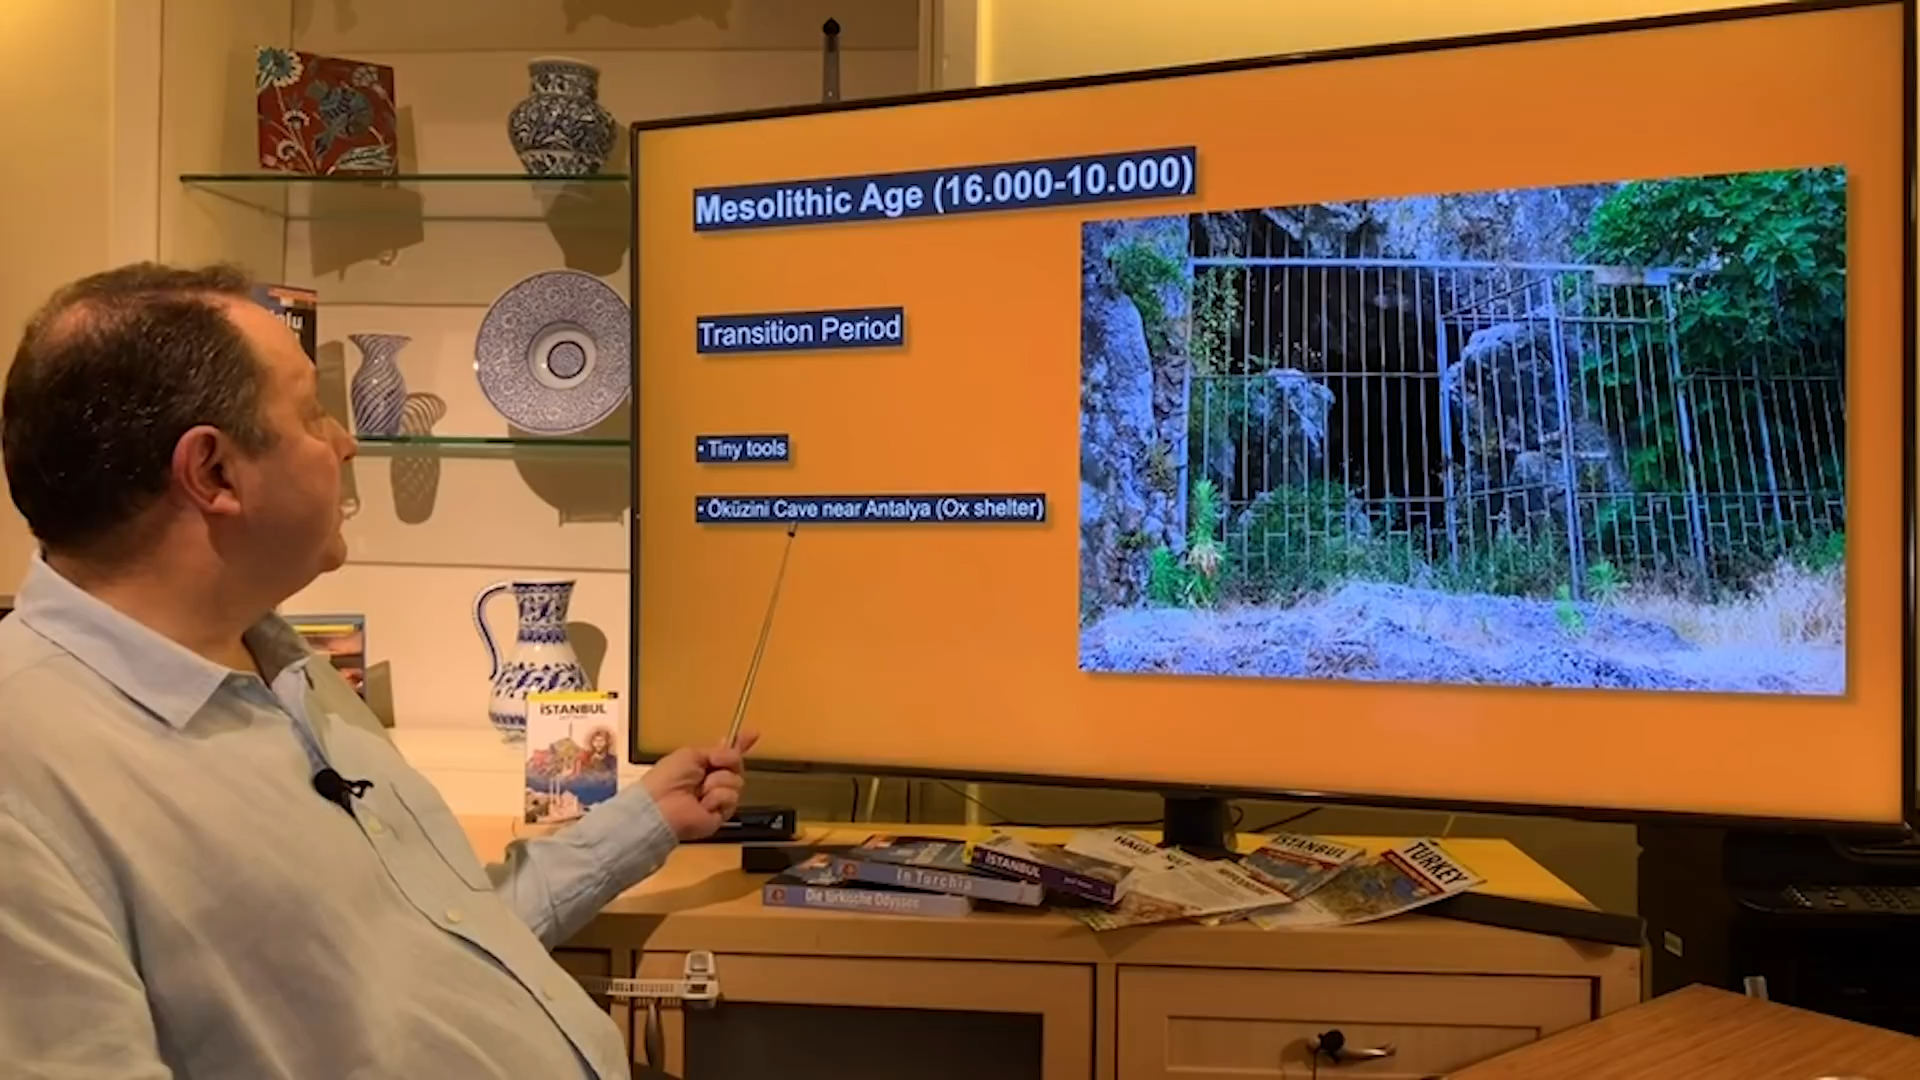 Mesolithic Age (16.000-10.000)
Transition Period
• Tiny tools
• Öküzini Cave near Antalya (Ox shelter)
İSTANBUL
İSTANBUL
In Turchia
Die türkische Odyssee
İSTANBUL
TURKEY